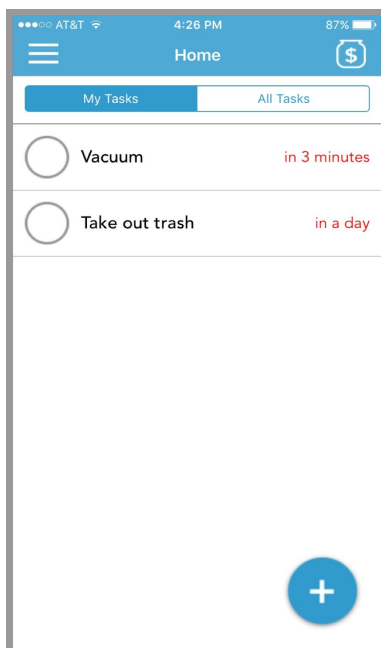 AT&T 4:26 PM 87%
Home $
My Tasks All Tasks
Vacuum in 3 minutes
Take out trash in a day
+